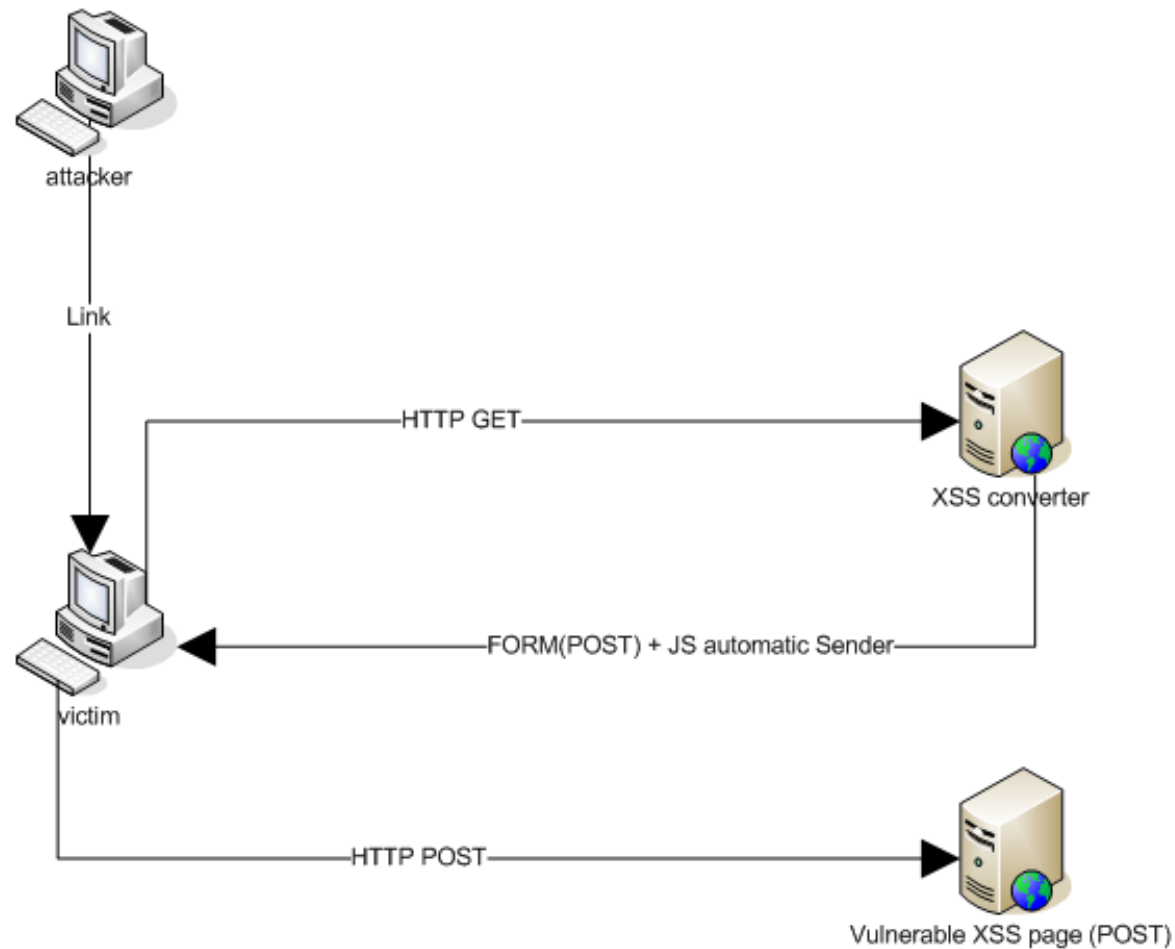 attacker
Link
HTTP GET
XSS converter
FORM(POST) + JS automatic Sender
victim
HTTP POST
Vulnerable XSS page (POST)